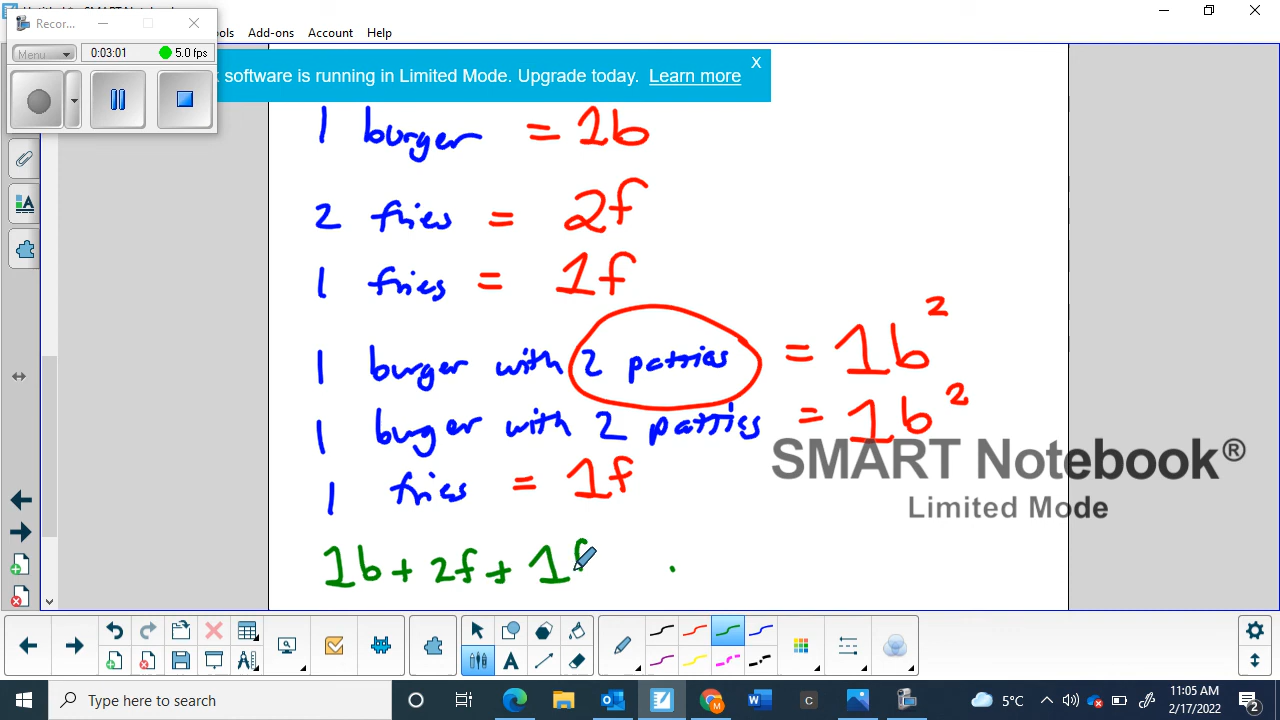 Recor...
Menu
0:03:01
5.0 fps
Add-ons Account Help
software is running in Limited Mode. Upgrade today. Learn more X
1 burger = 1b
2 fries = 2f
1 fries = 1f
1 burger with 2 patties = 1b²
1 burger with 2 patties = 1b²
SMART Notebook®
Limited Mode
1 fries = 1f
1b + 2f + 1f
Type here to search
5°C
11:05 AM
2/17/2022
2